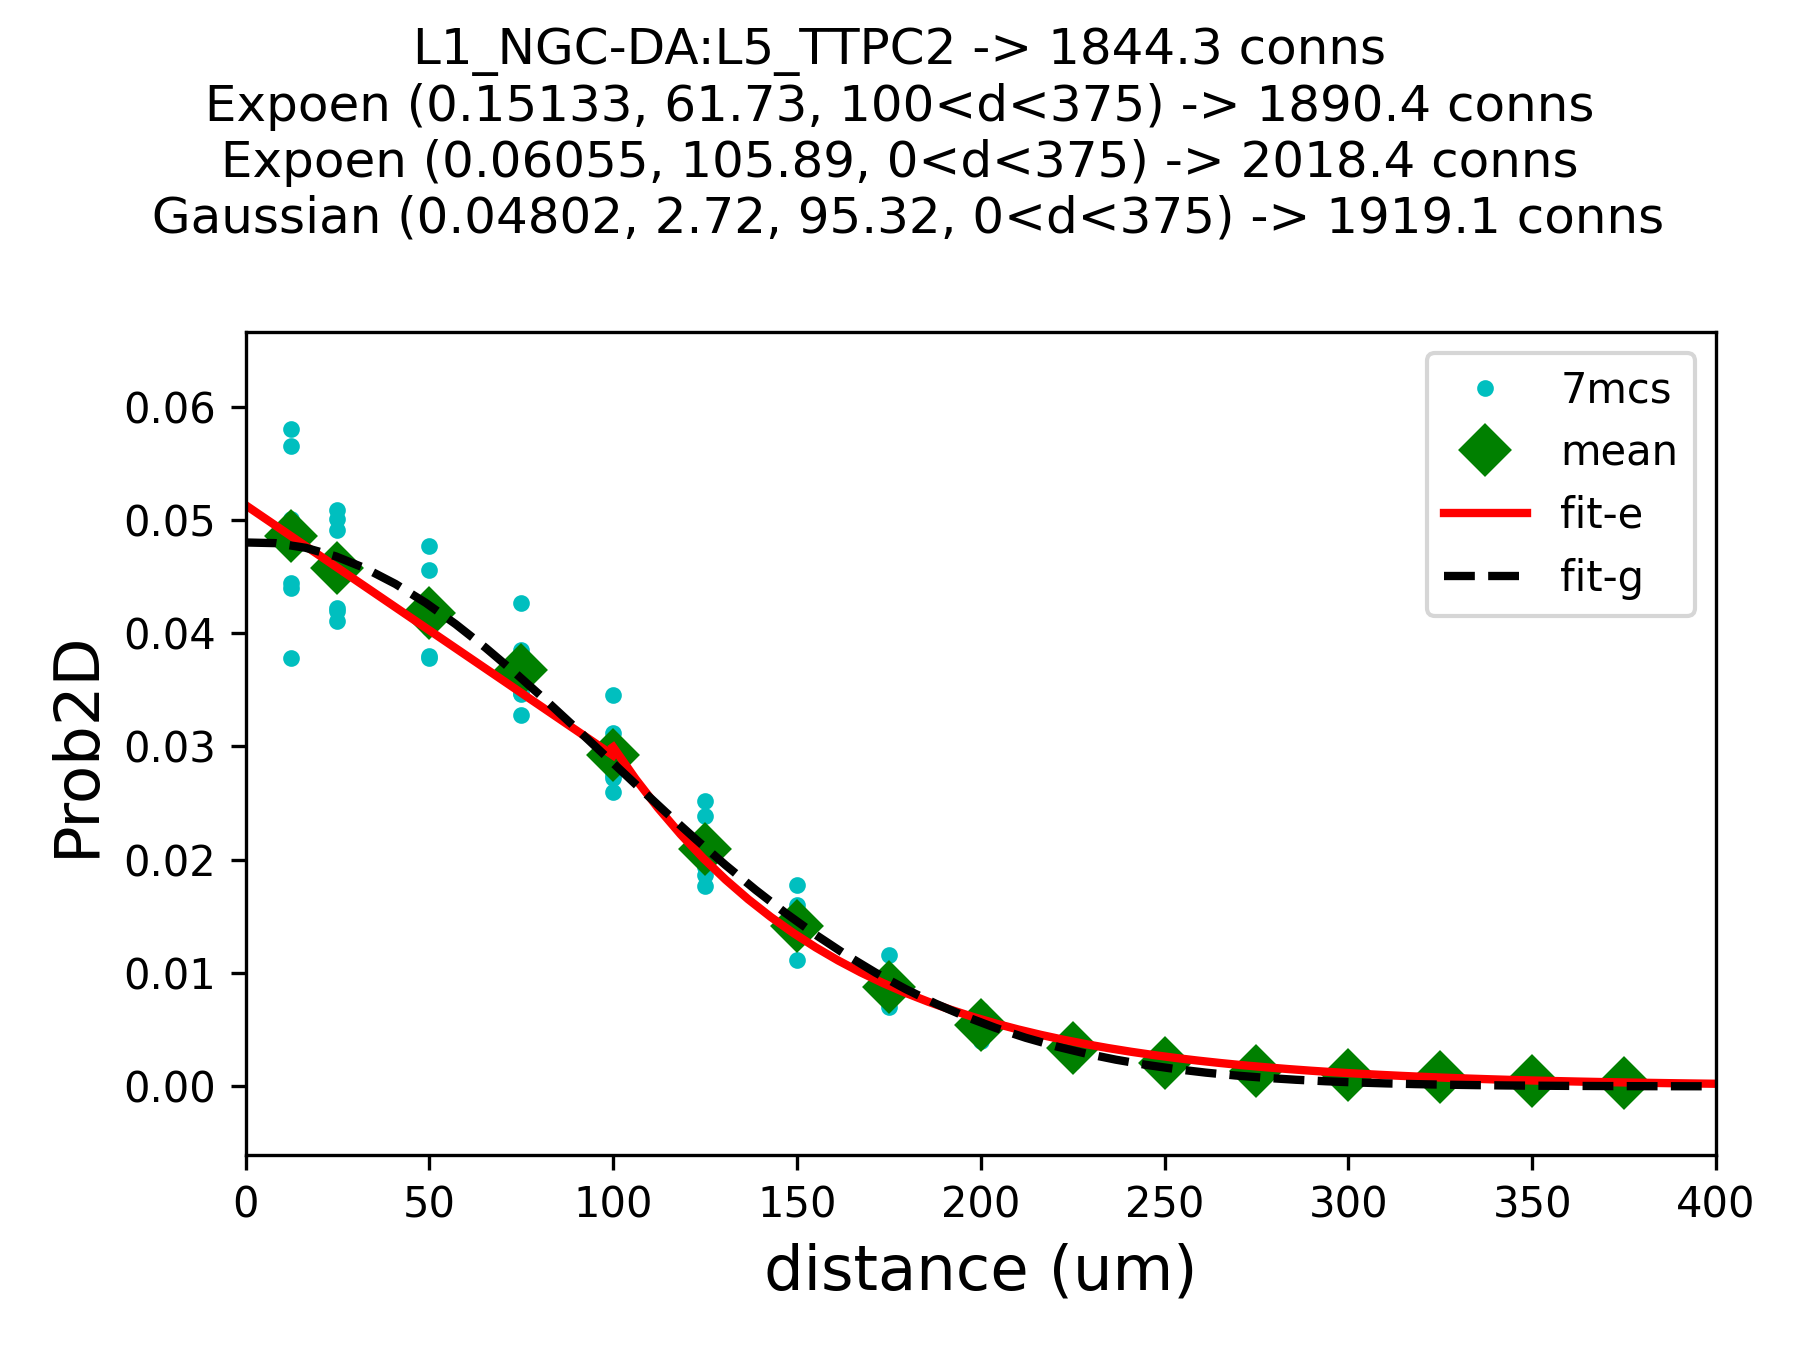 L1_NGC-DA:L5_TTPC2 -> 1844.3 conns
Expoen (0.15133, 61.73, 100<d<375) -> 1890.4 conns
Expoen (0.06055, 105.89, 0<d<375) -> 2018.4 conns
Gaussian (0.04802, 2.72, 95.32, 0<d<375) -> 1919.1 conns
7mcs
mean
fit-e
fit-g
Prob2D
0.06
0.05
0.04
0.03
0.02
0.01
0.00
0 50 100 150 200 250 300 350 400
distance (um)